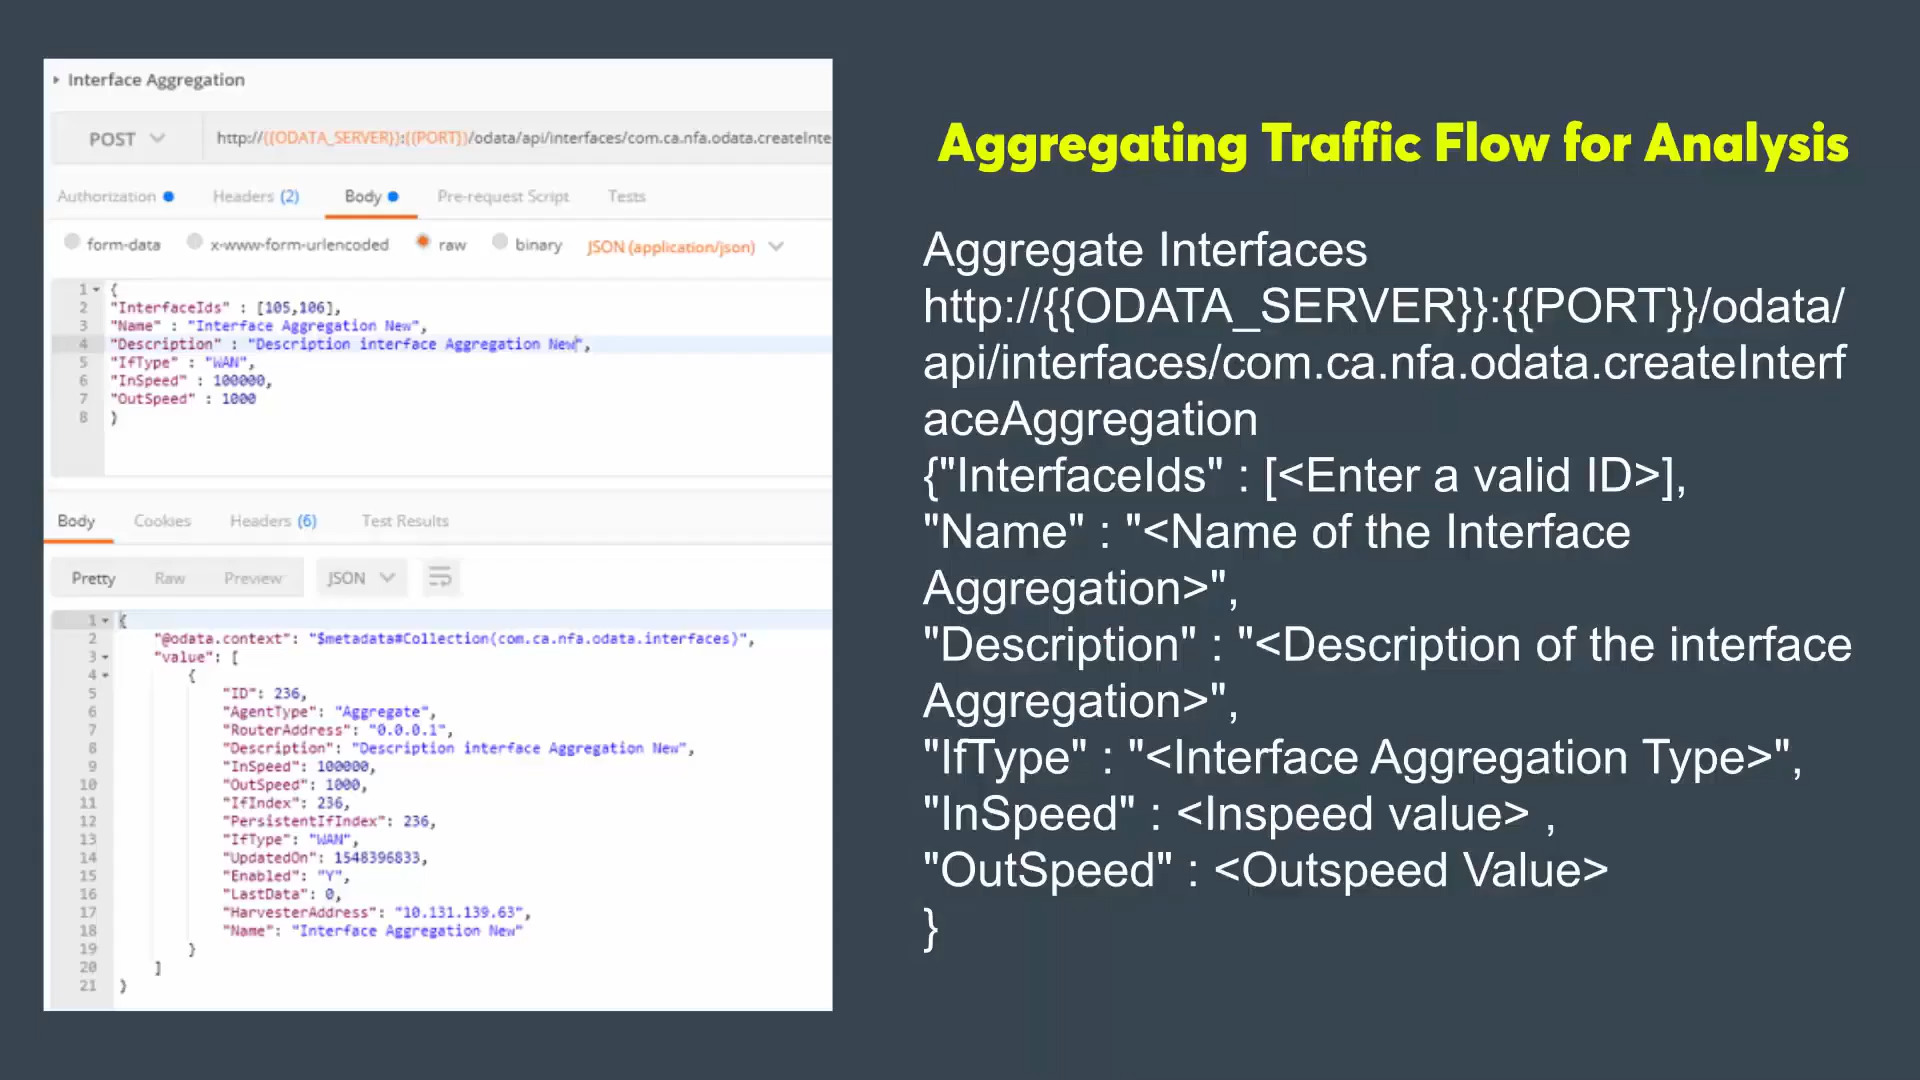 Interface Aggregation
POST
http://{{ODATA_SERVER}}:{{PORT}}/odata/api/interfaces/com.ca.nfa.odata.createInte
Authorization Headers (2) Body Pre-request Script Tests
form-data x-www-form-urlencoded raw binary JSON (application/json)
1 {
2 "InterfaceIds" : [105,106],
3 "Name" : "Interface Aggregation New",
4 "Description" : "Description interface Aggregation New",
5 "IfType" : "WAN",
6 "InSpeed" : 100000,
7 "OutSpeed" : 1000
8 }
Body Cookies Headers (6) Test Results
Pretty Raw Preview JSON
1 {
2 "@odata.context": "$metadata#Collection(com.ca.nfa.odata.interfaces)",
3 "value": [
4 {
5 "ID": 236,
6 "AgentType": "Aggregate",
7 "RouterAddress": "0.0.0.1",
8 "Description": "Description interface Aggregation New",
9 "InSpeed": 100000,
10 "OutSpeed": 1000,
11 "IfIndex": 236,
12 "PersistentIfIndex": 236,
13 "IfType": "WAN",
14 "UpdatedOn": 1548396833,
15 "Enabled": "Y",
16 "LastData": 0,
17 "HarvesterAddress": "10.131.139.63",
18 "Name": "Interface Aggregation New"
19 }
20 ]
21 }
Aggregating Traffic Flow for Analysis
Aggregate Interfaces
http://{{ODATA_SERVER}}:{{PORT}}/odata/
api/interfaces/com.ca.nfa.odata.createInterf
aceAggregation
{"InterfaceIds" : [<Enter a valid ID>],
"Name" : "<Name of the Interface
Aggregation>",
"Description" : "<Description of the interface
Aggregation>",
"IfType" : "<Interface Aggregation Type>",
"InSpeed" : <Inspeed value> ,
"OutSpeed" : <Outspeed Value>
}